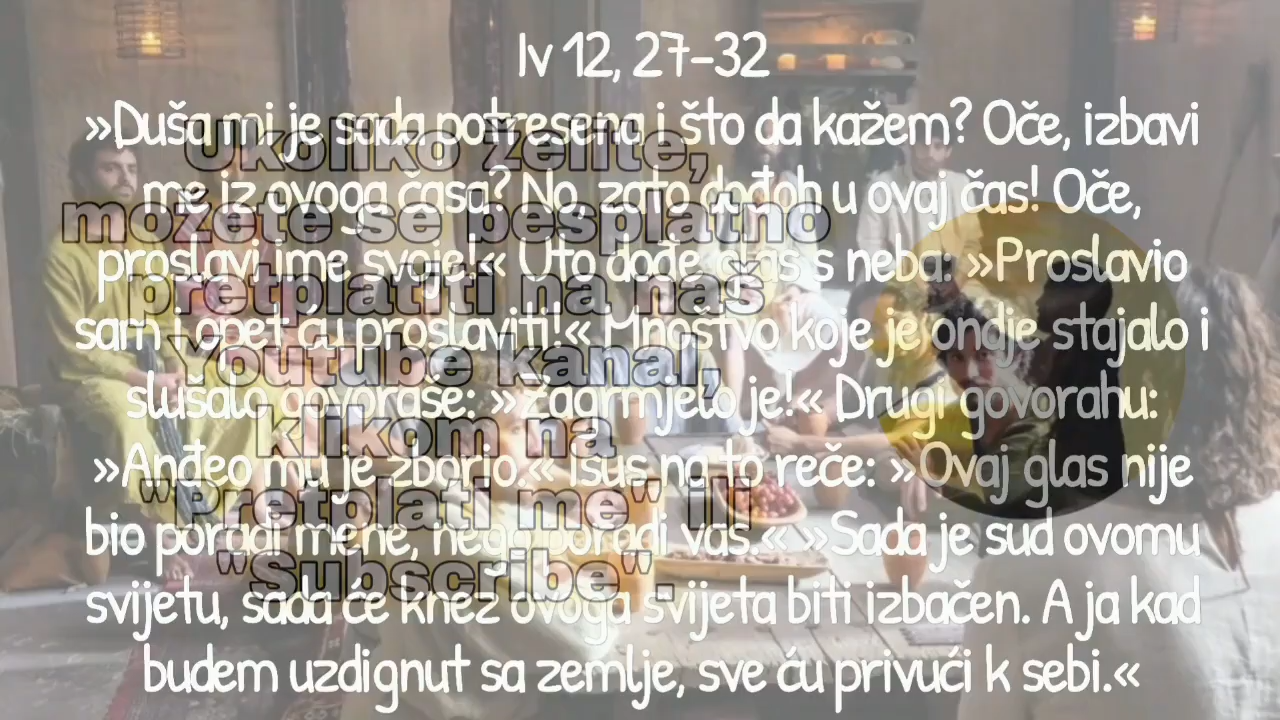 Iv 12, 27-32
»Duša mi je sada potresena i što da kažem? Oče, izbavi
me iz ovoga časa? No, zato dođoh u ovaj čas! Oče,
proslavi ime svoje!« Uto dođe glas s neba: »Proslavio
sam i opet ću proslaviti!« Mnoštvo koje je ondje stajalo i
slušalo govoraše: »Zagrmjelo je!« Drugi govorahu:
»Anđeo mu je zborio.« Isus na to reče: »Ovaj glas nije
bio poradi mene, nego poradi vas.« »Sada je sud ovomu
svijetu, sada će knez ovoga svijeta biti izbačen. A ja kad
budem uzdignut sa zemlje, sve ću privući k sebi.«
Ukoliko želite,
možete se besplatno
pretplatiti na naš
Youtube kanal,
klikom na
"Pretplati me" ili
"Subscribe".